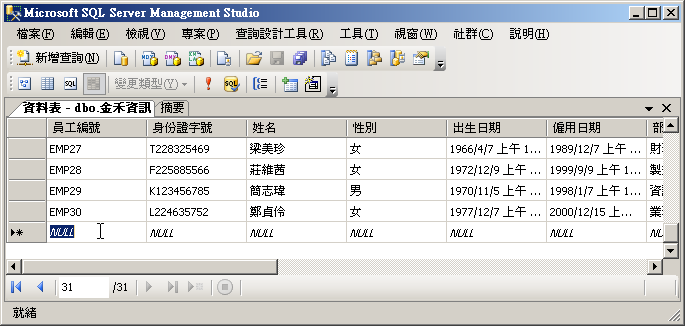 Microsoft SQL Server Management Studio
檔案(F) 編輯(E) 檢視(V) 專案(P) 查詢設計工具(R) 工具(T) 視窗(W) 社群(C) 說明(H)
新增查詢(N) MDX DMX XMLA
SQL 變更類型(Y) SQL
資料表 - dbo.金禾資訊 摘要
員工編號 身份證字號 姓名 性別 出生日期 僱用日期 部
EMP27 T228325469 梁美珍 女 1966/4/7 上午 1... 1989/12/7 上午 ... 財
EMP28 F225885566 莊維茜 女 1972/12/9 上午 ... 1999/9/9 上午 1... 製
EMP29 K123456785 簡志瑋 男 1970/11/5 上午 ... 1998/1/7 上午 1... 資
EMP30 L224635752 鄭貞伶 女 1977/12/7 上午 ... 2000/12/15 上... 業
NULL NULL NULL NULL NULL NULL NU
31 /31
就緒